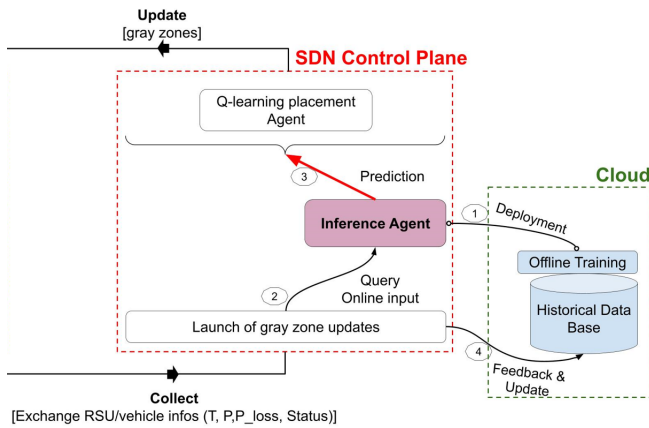 Update
[gray zones]
SDN Control Plane
Q-learning placement
Agent
3
Prediction
Cloud
Inference Agent
1
Deployment
Offline Training
2
Query
Online input
Historical Data
Base
Launch of gray zone updates
4
Feedback &
Update
Collect
[Exchange RSU/vehicle infos (T, P,P_loss, Status)]